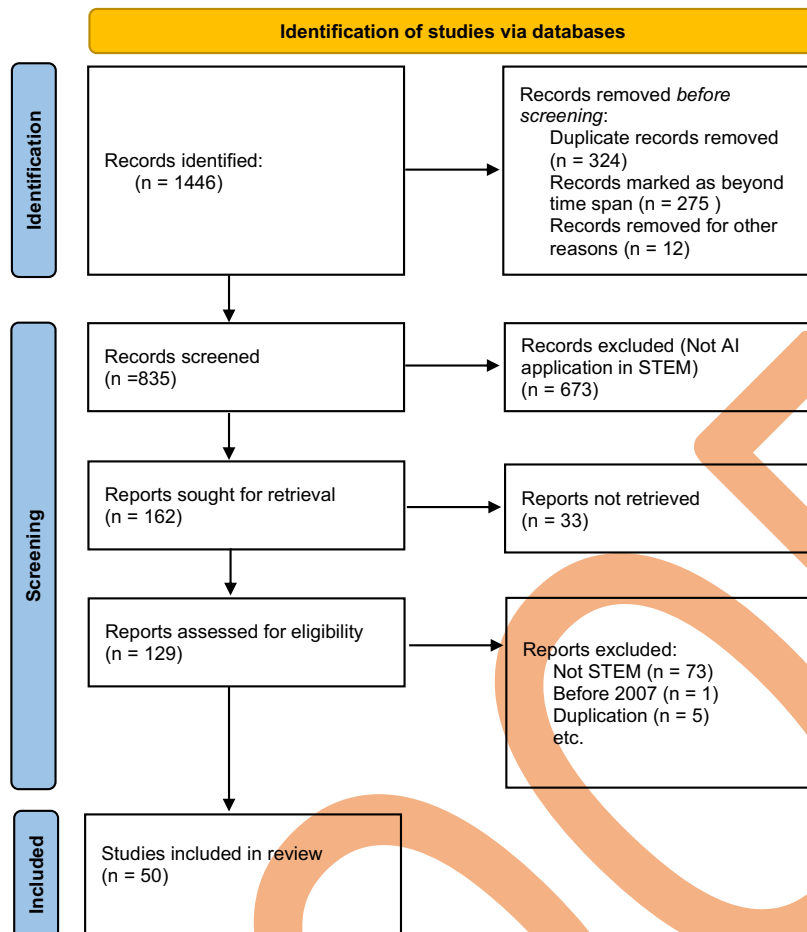 Identification of studies via databases
Identification
Records identified:
(n = 1446)
Records removed before
screening:
Duplicate records removed
(n = 324)
Records marked as beyond
time span (n = 275 )
Records removed for other
reasons (n = 12)
Screening
Records screened
(n =835)
Records excluded (Not AI
application in STEM)
(n = 673)
Reports sought for retrieval
(n = 162)
Reports not retrieved
(n = 33)
Reports assessed for eligibility
(n = 129)
Reports excluded:
Not STEM (n = 73)
Before 2007 (n = 1)
Duplication (n = 5)
etc.
Included
Studies included in review
(n = 50)